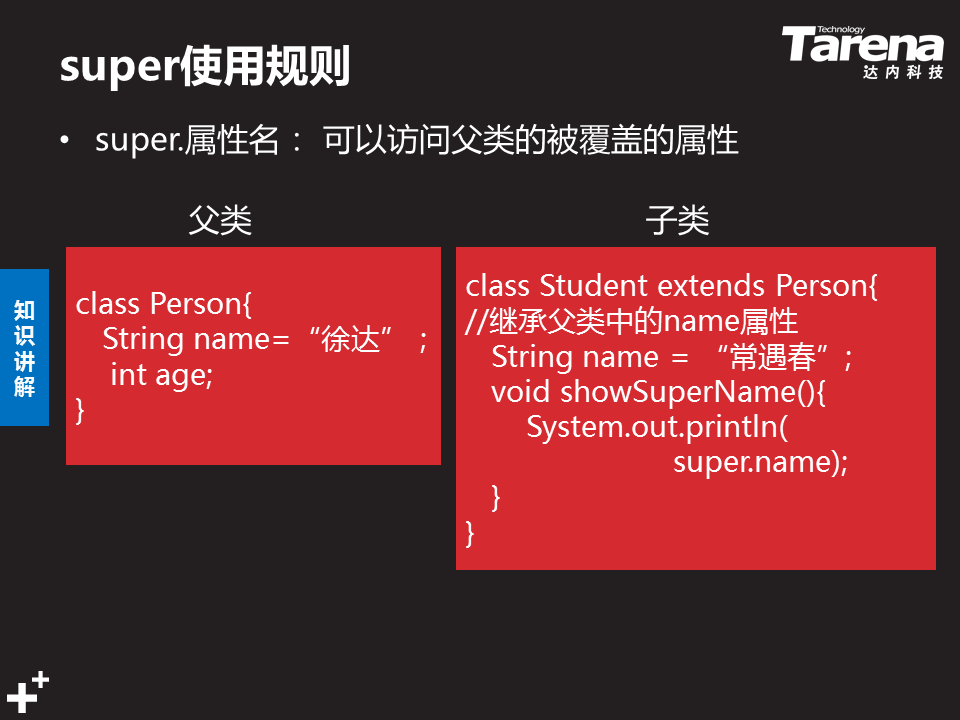 super使用规则
Technology
Tarena
达内科技
• super.属性名： 可以访问父类的被覆盖的属性
父类
class Person{
String name=“徐达” ;
int age;
}
子类
class Student extends Person{
//继承父类中的name属性
String name = “常遇春”;
void showSuperName(){
System.out.println(
super.name);
}
}
知识讲解